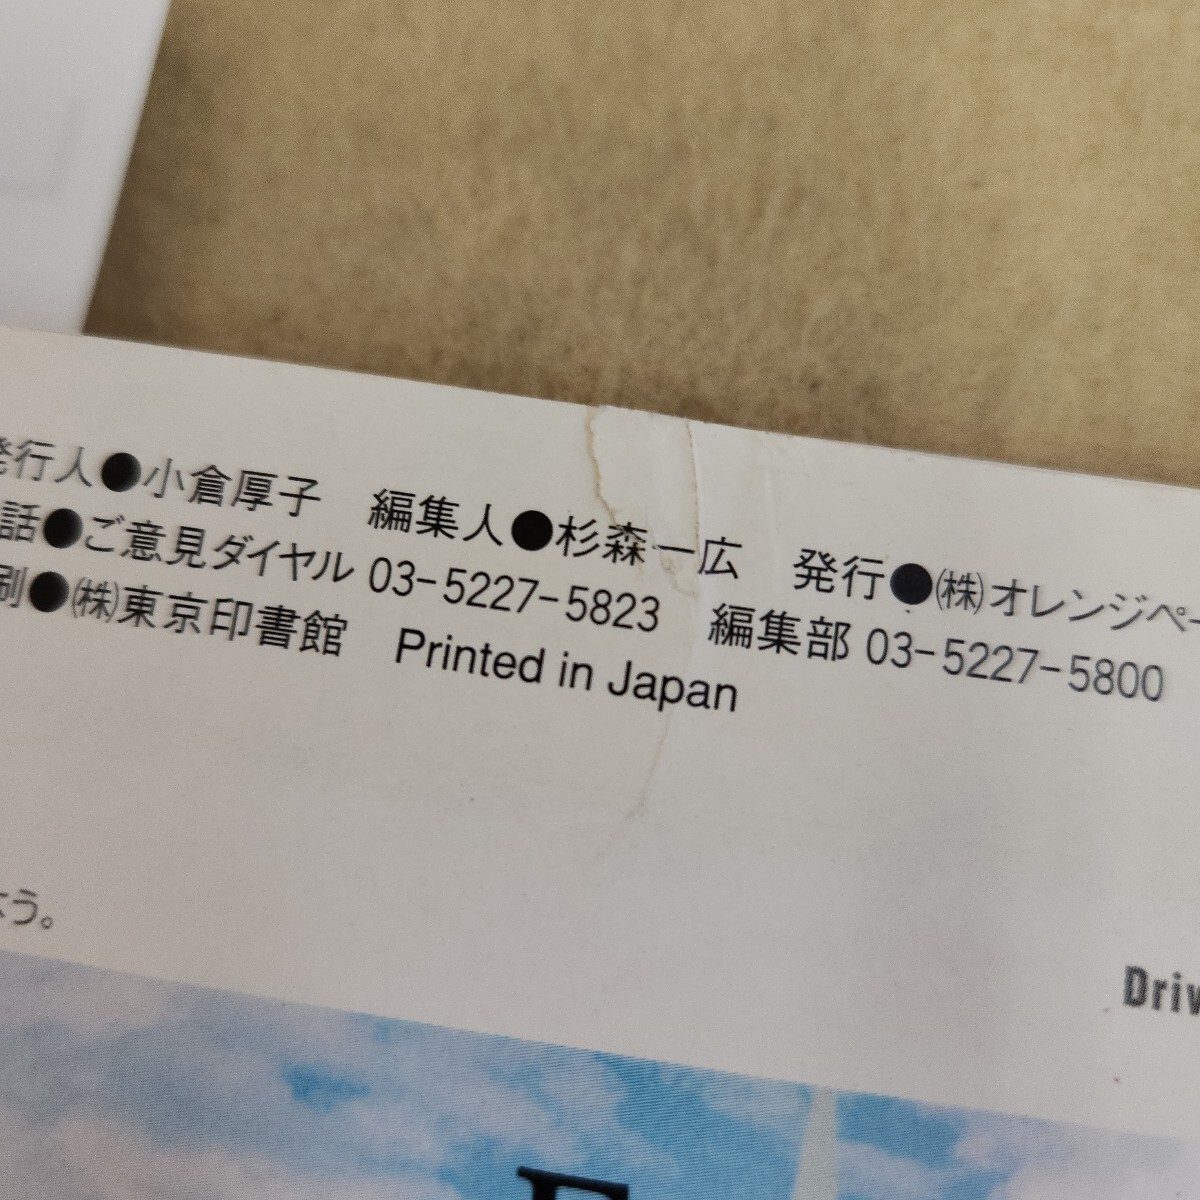 発行人●小倉厚子 編集人●杉森一広 発行●㈱オレンジペー
話●ご意見ダイヤル 03-5227-5823 編集部 03-5227-5800
刷●㈱東京印書館 Printed in Japan
よう。
Driv
E